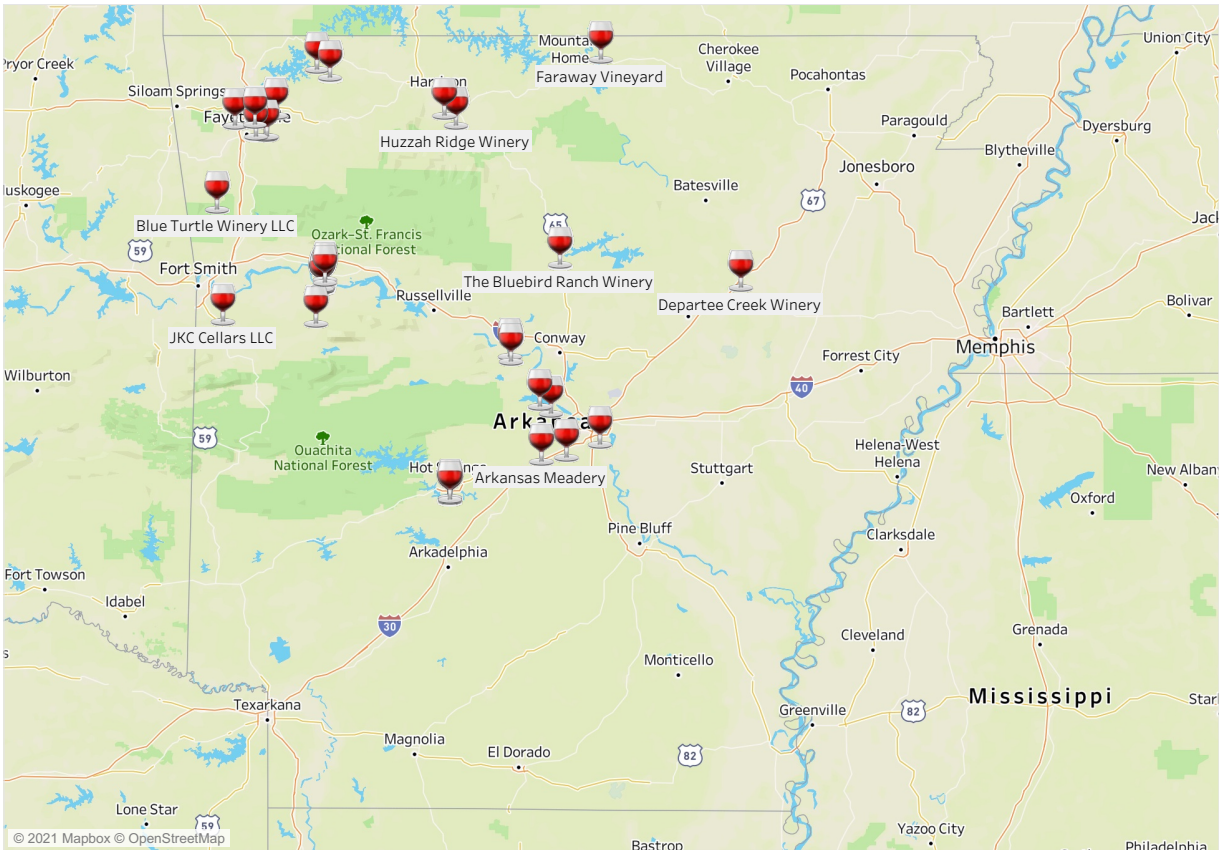 Union City
Mounta
Home
Cherokee
Village
Pryor Creek
Faraway Vineyard
Pocahontas
Siloam Springs
Paragould
Dyersburg
Huzzah Ridge Winery
Blytheville
Jonesboro
Batesville
67
Blue Turtle Winery LLC
65
Ozark-St. Francis
tional Forest
59
Fort Smith
The Bluebird Ranch Winery
Russellville
Departee Creek Winery
Bolivar
Bartlett
JKC Cellars LLC
Conway
Memphis
Forrest City
Wilburton
40
59
Ouachita
National Forest
Helena-West
Helena
Hot
Arkansas Meadery
Stuttgart
New Albany
Oxford
Pine Bluff
Clarksdale
Arkadelphia
Fort Towson
Idabel
30
Cleveland
Grenada
Monticello
Mississippi
Star
Texarkana
Greenville
82
Magnolia
El Dorado
82
Lone Star
59
© 2021 Mapbox © OpenStreetMap
Yazoo City
Bastrop
Philadelphia